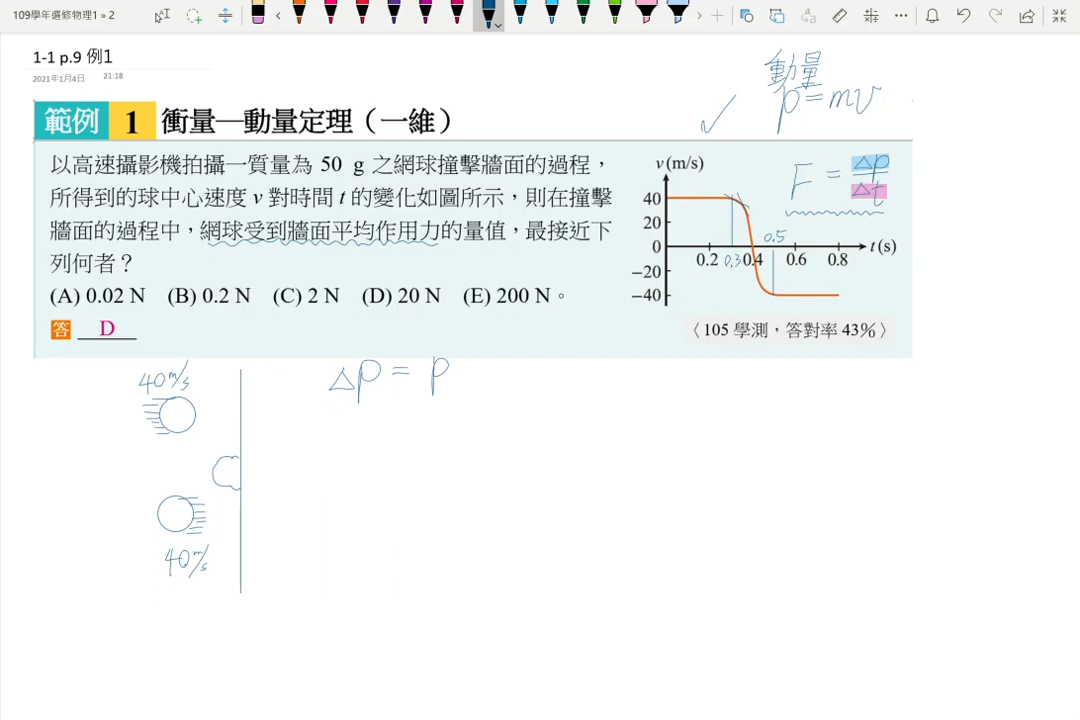 109學年選修物理1 » 2
1-1 p.9 例1
2021年1月4日 21:18
動量
p = mv
範例 1 衝量—動量定理（一維）
以高速攝影機拍攝一質量為 50 g 之網球撞擊牆面的過程，
所得到的球中心速度 v 對時間 t 的變化如圖所示，則在撞擊
牆面的過程中，網球受到牆面平均作用力的量值，最接近下
列何者？
(A) 0.02 N (B) 0.2 N (C) 2 N (D) 20 N (E) 200 N。
答 D
v (m/s)
40
20
0
−20
−40
0.2 0.3 0.4 0.5 0.6 0.8 t (s)
F = Δp/Δt
〈105 學測，答對率 43%〉
40 m/s
Δp = p
40 m/s